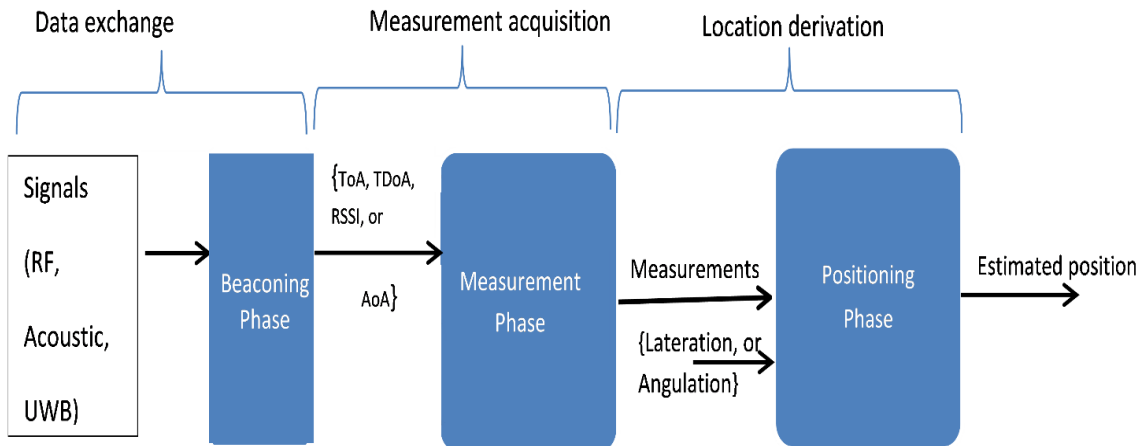 Data exchange
Measurement acquisition
Location derivation
Signals
(RF,
Acoustic,
UWB)
Beaconing
Phase
{ToA, TDoA,
RSSI, or
AoA}
Measurement
Phase
Measurements
{Lateration, or
Angulation}
Positioning
Phase
Estimated position